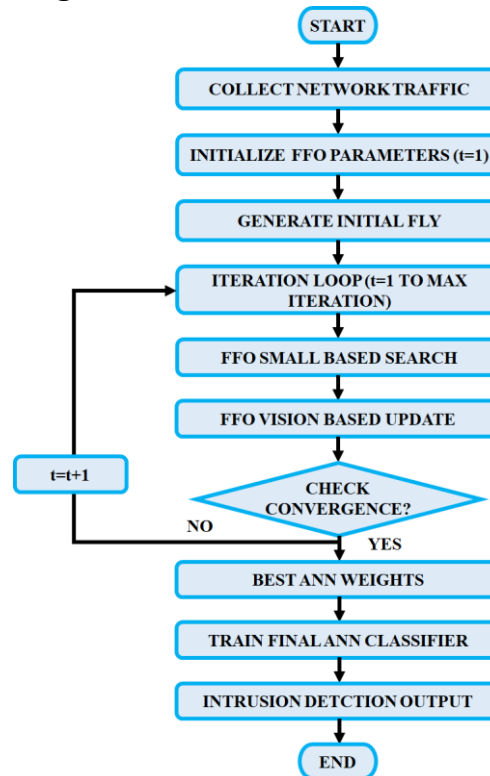 START
COLLECT NETWORK TRAFFIC
INITIALIZE FFO PARAMETERS (t=1)
GENERATE INITIAL FLY
ITERATION LOOP (t=1 TO MAX
ITERATION)
FFO SMALL BASED SEARCH
FFO VISION BASED UPDATE
t=t+1
CHECK
CONVERGENCE?
NO
YES
BEST ANN WEIGHTS
TRAIN FINAL ANN CLASSIFIER
INTRUSION DETCTION OUTPUT
END